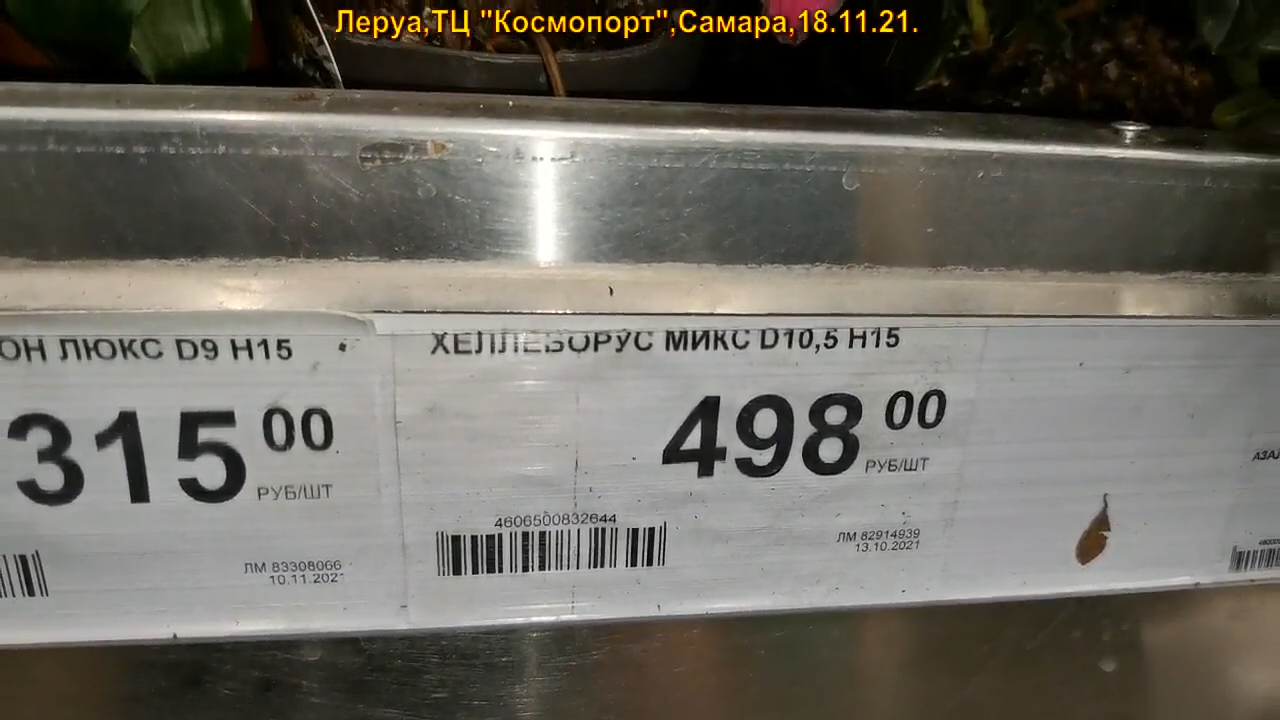 Леруа,ТЦ "Космопорт",Самара,18.11.21.
ОН ЛЮКС D9 H15
315 00
РУБ/ШТ
ЛМ 83308066
10.11.2021
ХЕЛЛЕБОРУС МИКС D10,5 H15
498 00
РУБ/ШТ
4606500832644
ЛМ 82914939
13.10.2021
АЗАЛ